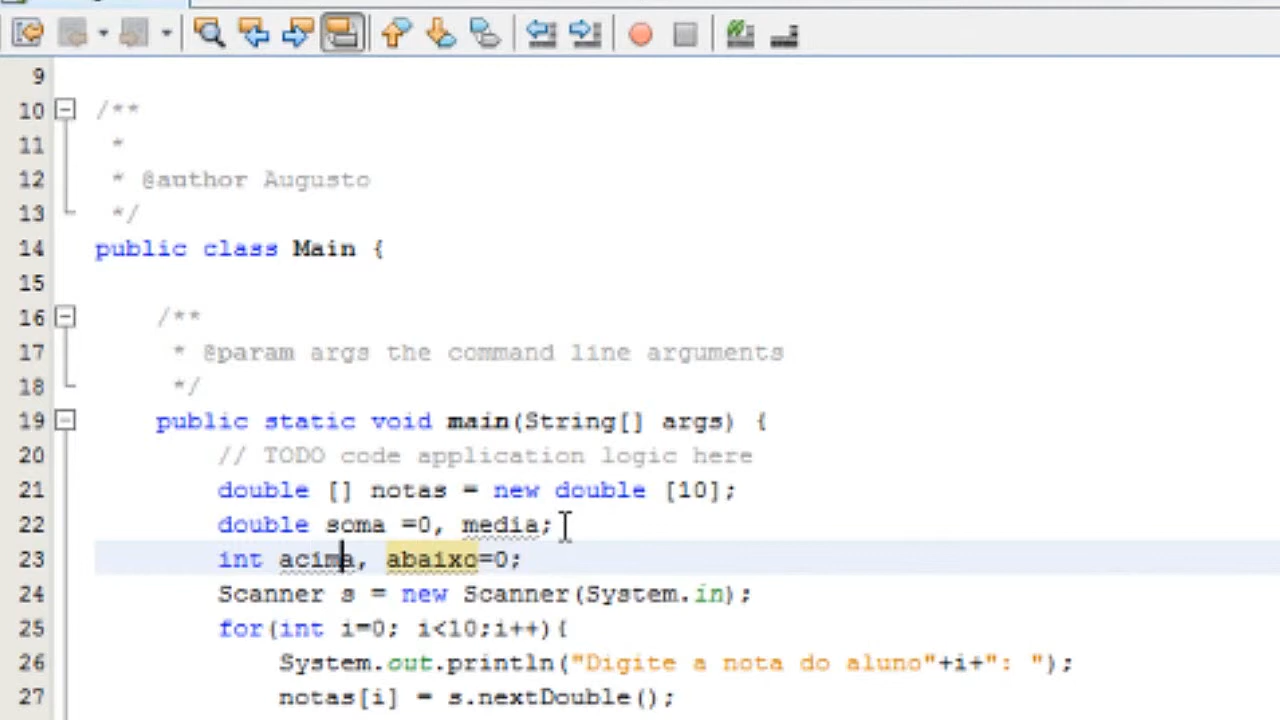 9
10 /**
11 *
12 * @author Augusto
13 */
14 public class Main {
15
16 /**
17 * @param args the command line arguments
18 */
19 public static void main(String[] args) {
20 // TODO code application logic here
21 double [] notas = new double [10];
22 double soma =0, media;
23 int acima, abaixo=0;
24 Scanner s = new Scanner(System.in);
25 for(int i=0; i<10;i++){
26 System.out.println("Digite a nota do aluno"+i+": ");
27 notas[i] = s.nextDouble();